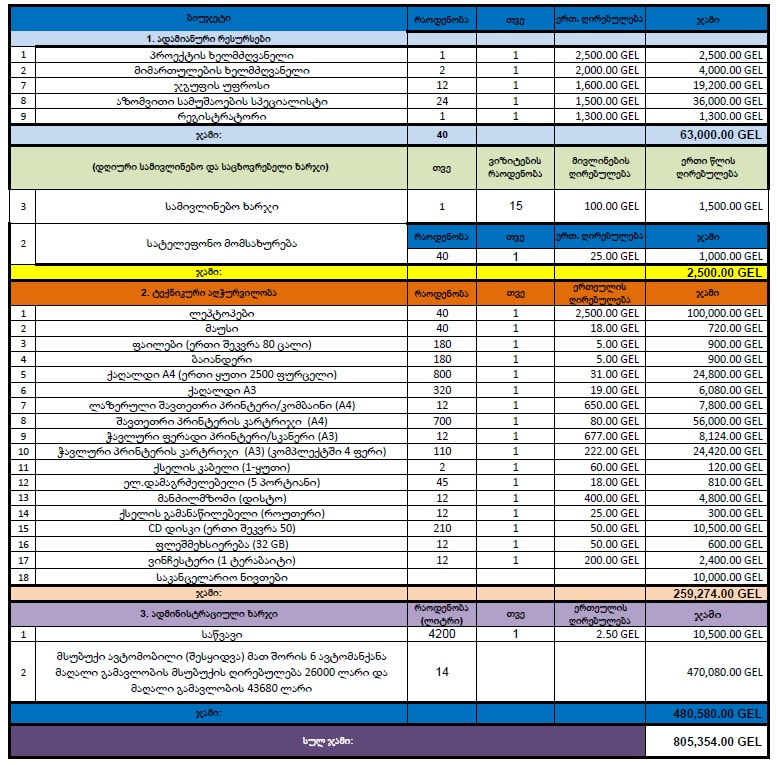 ბიუჯეტი რაოდენობა თვე ერთ. ღირებულება ჯამი
1. ადამიანური რესურსები
1 პროექტის ხელმძღვანელი 1 1 2,500.00 GEL 2,500.00 GEL
2 მიმართულების ხელმძღვანელი 2 1 2,000.00 GEL 4,000.00 GEL
7 ჯგუფის უფროსი 12 1 1,600.00 GEL 19,200.00 GEL
8 აზომვითი სამუშაოების სპეციალისტი 24 1 1,500.00 GEL 36,000.00 GEL
9 რეგისტრატორი 1 1 1,300.00 GEL 1,300.00 GEL
ჯამი: 40 63,000.00 GEL
(დღიური სამივლინებო და საცხოვრებელი ხარჯი) თვე ვიზიტების რაოდენობა მივლინების ღირებულება ერთი წლის ღირებულება
3 სამივლინებო ხარჯი 1 15 100.00 GEL 1,500.00 GEL
2 სატელეფონო მომსახურება რაოდენობა თვე ერთ. ღირებულება ჯამი
40 1 25.00 GEL 1,000.00 GEL
ჯამი: 2,500.00 GEL
2. ტექნიკური აღჭურვილობა რაოდენობა თვე ერთეულის ღირებულება ჯამი
1 ლეპტოპები 40 1 2,500.00 GEL 100,000.00 GEL
2 მაუსი 40 1 18.00 GEL 720.00 GEL
3 ფაილები (ერთი შეკვრა 80 ცალი) 180 1 5.00 GEL 900.00 GEL
4 ბაიანდერი 180 1 5.00 GEL 900.00 GEL
5 ქაღალდი A4 (ერთი ყუთი 2500 ფურცელი) 800 1 31.00 GEL 24,800.00 GEL
6 ქაღალდი A3 320 1 19.00 GEL 6,080.00 GEL
7 ლაზერული შავთეთრი პრინტერი/კომბაინი (A4) 12 1 650.00 GEL 7,800.00 GEL
8 შავთეთრი პრინტერის კარტრიჯი (A4) 700 1 80.00 GEL 56,000.00 GEL
9 ჭავლური ფერადი პრინტერი/სკანერი (A3) 12 1 677.00 GEL 8,124.00 GEL
10 ჭავლური პრინტერის კარტრიჯი (A3) (კომპლექტში 4 ფერი) 110 1 222.00 GEL 24,420.00 GEL
11 ქსელის კაბელი (1-ყუთი) 2 1 60.00 GEL 120.00 GEL
12 ელ.დამაგრძელებელი (5 პორტიანი) 45 1 18.00 GEL 810.00 GEL
13 მანძილმზომი (დისტო) 12 1 400.00 GEL 4,800.00 GEL
14 ქსელის გამანაწილებელი (როუთერი) 12 1 25.00 GEL 300.00 GEL
15 CD დისკი (ერთი შეკვრა 50) 210 1 50.00 GEL 10,500.00 GEL
16 ფლეშმეხსიერება (32 GB) 12 1 50.00 GEL 600.00 GEL
17 ვინჩესტერი (1 ტერაბაიტი) 12 1 200.00 GEL 2,400.00 GEL
18 საკანცელარიო ნივთები 10,000.00 GEL
ჯამი: 259,274.00 GEL
3. ადმინისტრაციული ხარჯი რაოდენობა (ლიტრი) თვე ერთეულის ღირებულება ჯამი
1 საწვავი 4200 1 2.50 GEL 10,500.00 GEL
2 მსუბუქი ავტომობილი (შესყიდვა) მათ შორის 6 ავტომანქანა
მაღალი გამავლობის მსუბუქის ღირებულება 26000 ლარი და 14 470,080.00 GEL
მაღალი გამავლობის 43680 ლარი
ჯამი: 480,580.00 GEL
სულ ჯამი: 805,354.00 GEL